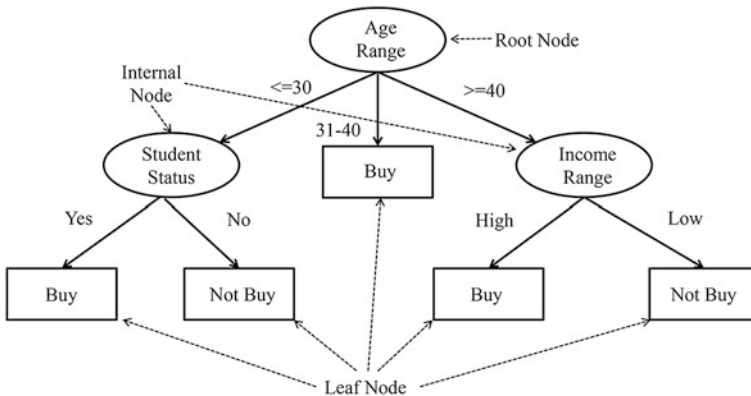 Age
Range
Root Node
Internal
Node
<=30
>=40
31-40
Student
Status
Buy
Income
Range
Yes
No
High
Low
Buy
Not Buy
Buy
Not Buy
Leaf Node